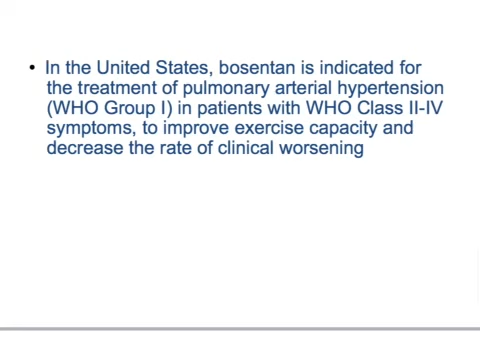 • In the United States, bosentan is indicated for
the treatment of pulmonary arterial hypertension
(WHO Group I) in patients with WHO Class II-IV
symptoms, to improve exercise capacity and
decrease the rate of clinical worsening